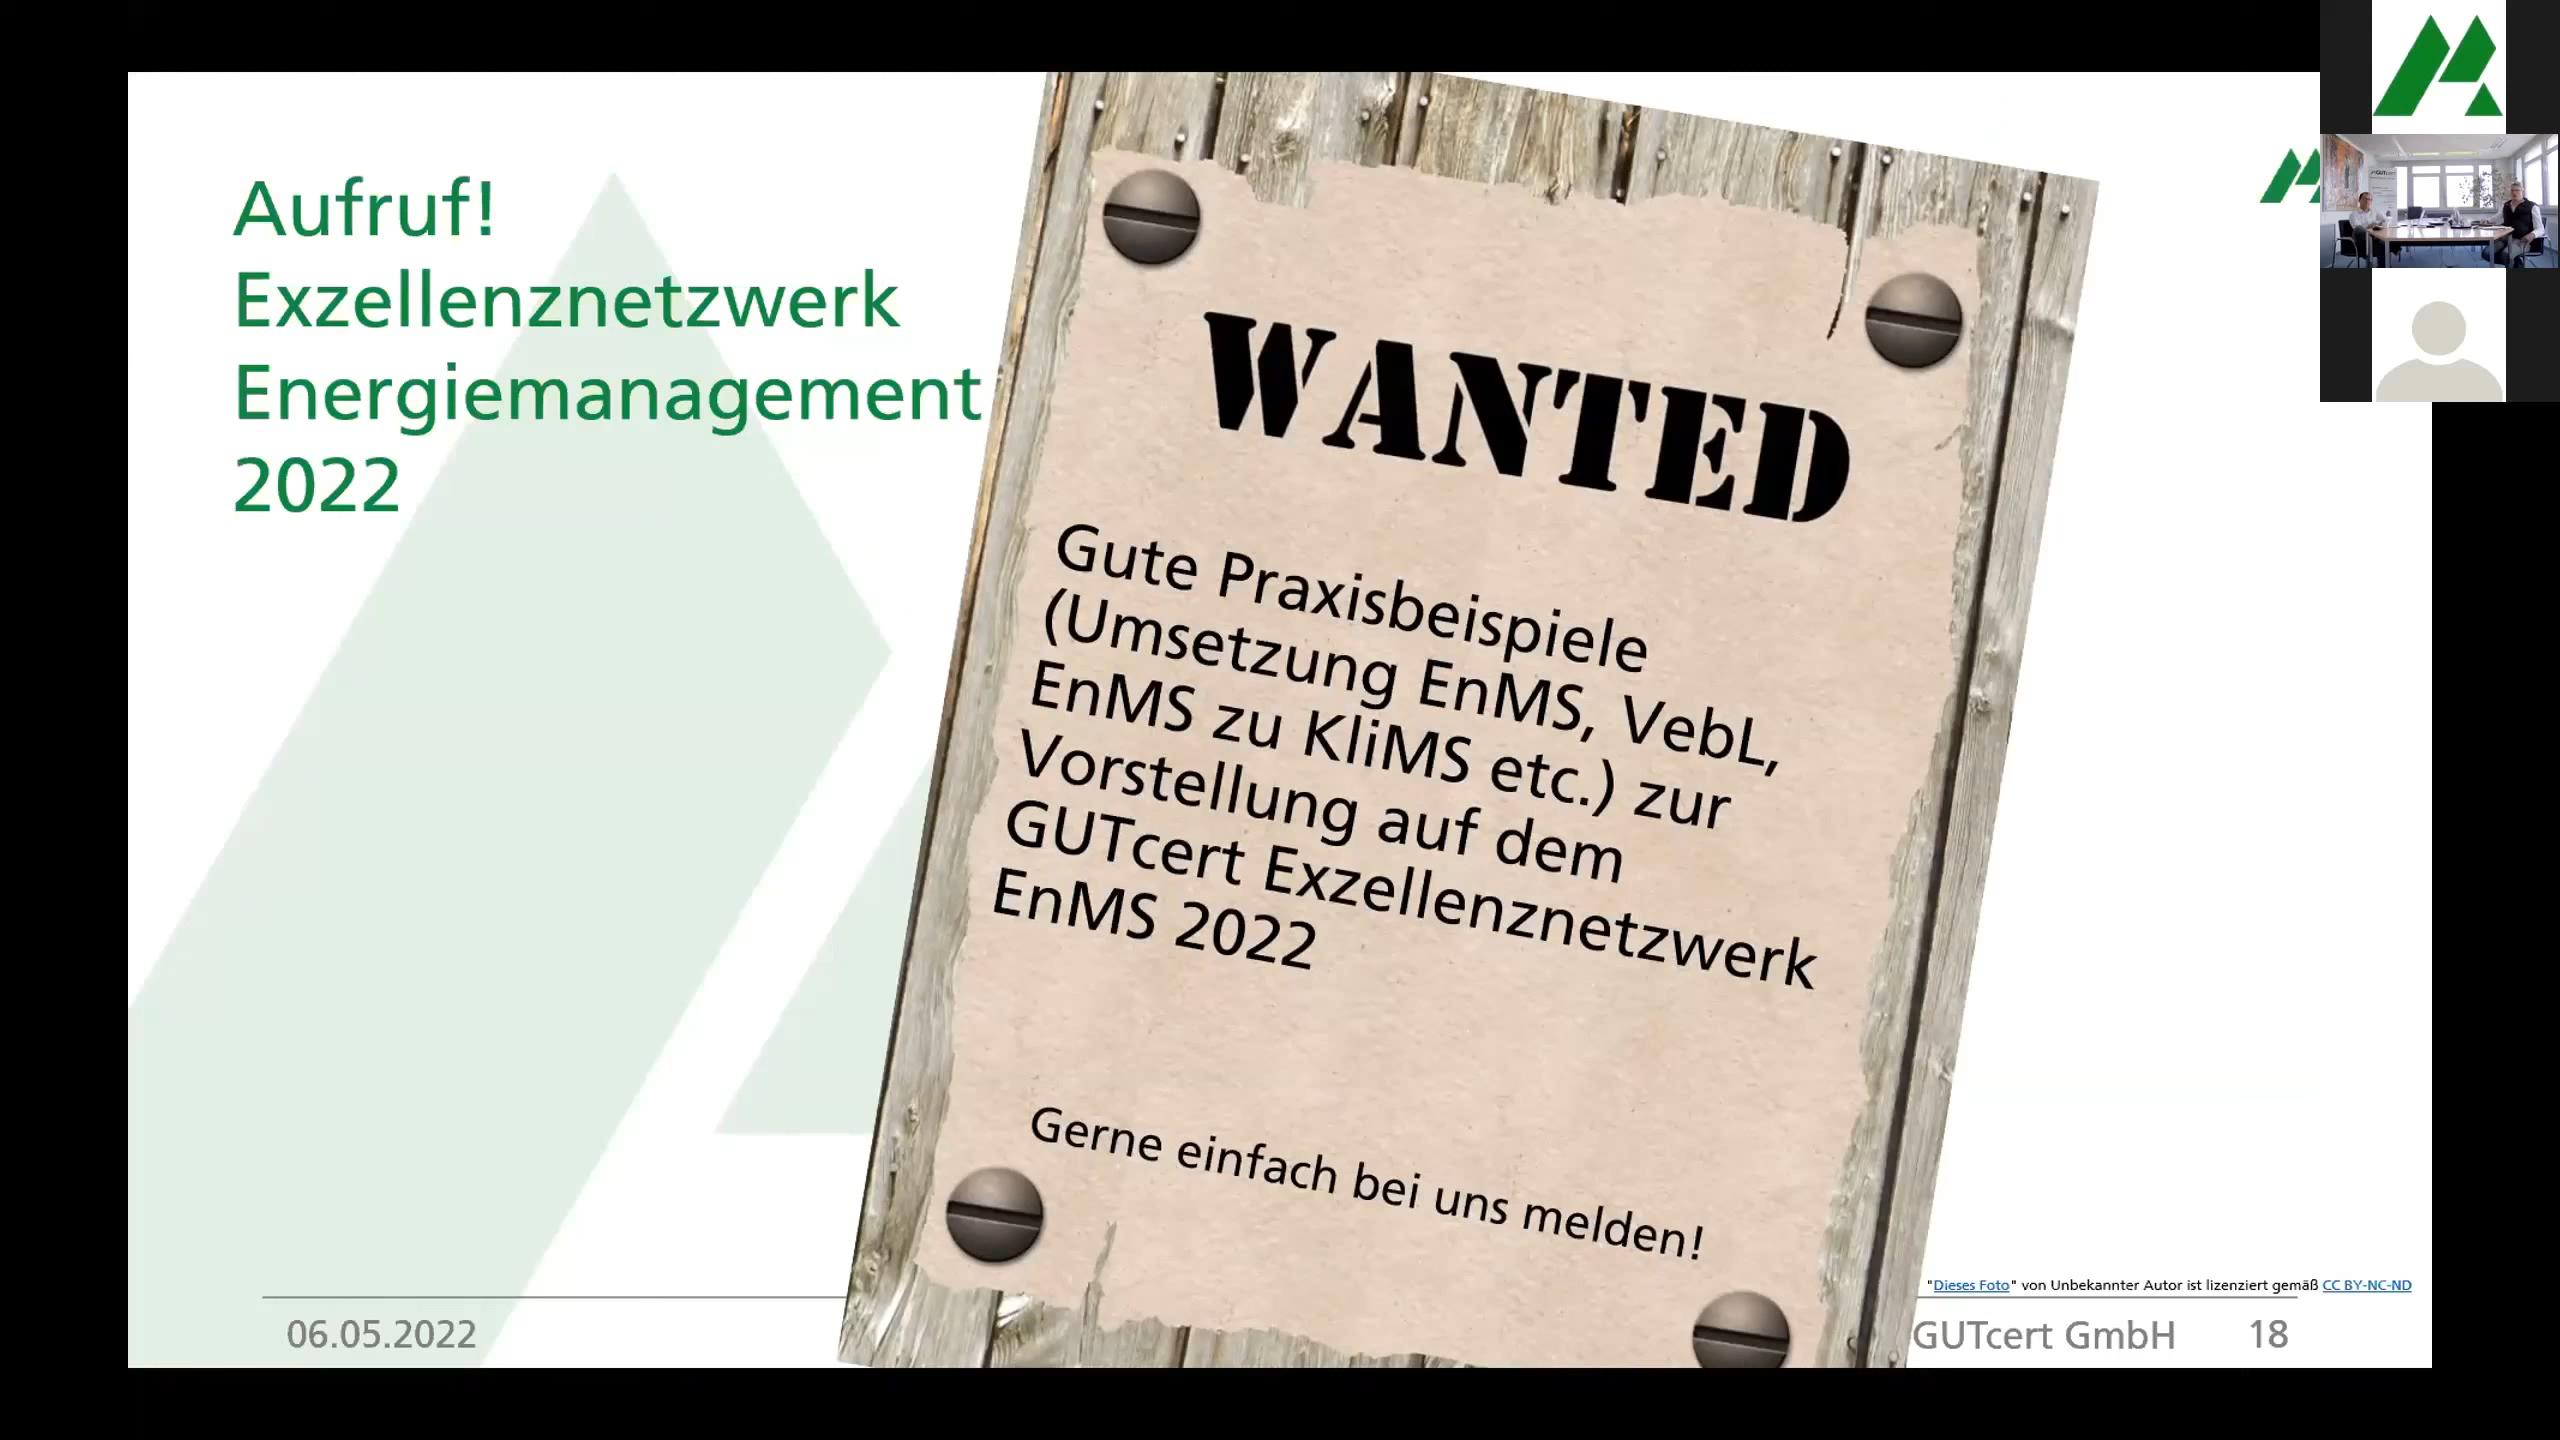 Aufruf!
Exzellenznetzwerk
Energiemanagement
2022
WANTED
Gute Praxisbeispiele
(Umsetzung EnMS, VebL,
EnMS zu KliMS etc.) zur
Vorstellung auf dem
GUTcert Exzellenznetzwerk
EnMS 2022
Gerne einfach bei uns melden!
"Dieses Foto" von Unbekannter Autor ist lizenziert gemäß CC BY-NC-ND
06.05.2022
GUTcert GmbH
18